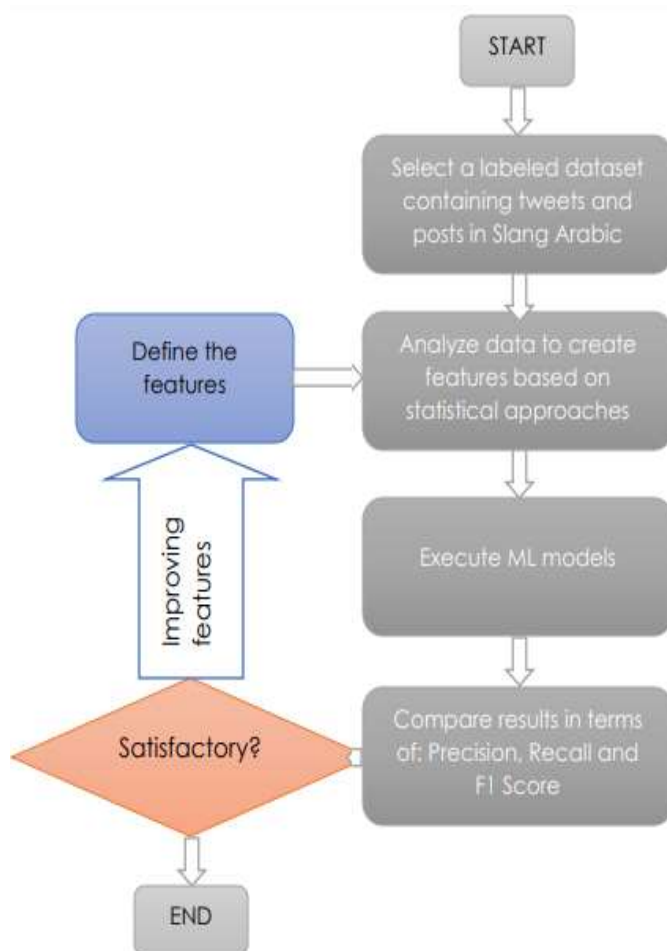 START
Select a labeled dataset
containing tweets and
posts in Slang Arabic
Define the
features
Analyze data to create
features based on
statistical approaches
Improving
features
Execute ML models
Satisfactory?
Compare results in terms
of: Precision, Recall and
F1 Score
END